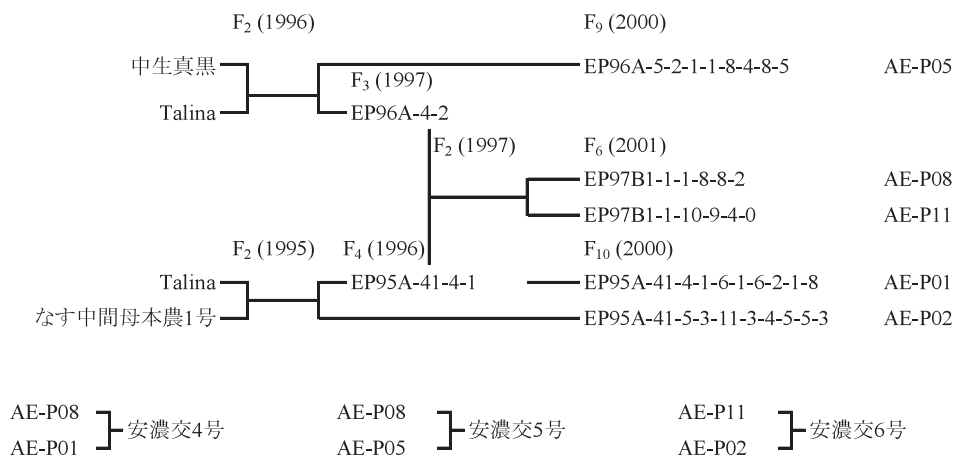 F₂ (1996) F₉ (2000)
中生真黒 EP96A-5-2-1-1-8-4-8-5 AE-P05
F₃ (1997)
Talina EP96A-4-2
F₂ (1997) F₆ (2001)
EP97B1-1-1-8-8-2 AE-P08
EP97B1-1-10-9-4-0 AE-P11
F₂ (1995) F₄ (1996) F₁₀ (2000)
Talina EP95A-41-4-1 EP95A-41-4-1-6-1-6-2-1-8 AE-P01
なす中間母本農1号 EP95A-41-5-3-11-3-4-5-5-3 AE-P02
AE-P08 AE-P08 AE-P11
安濃交4号 安濃交5号 安濃交6号
AE-P01 AE-P05 AE-P02